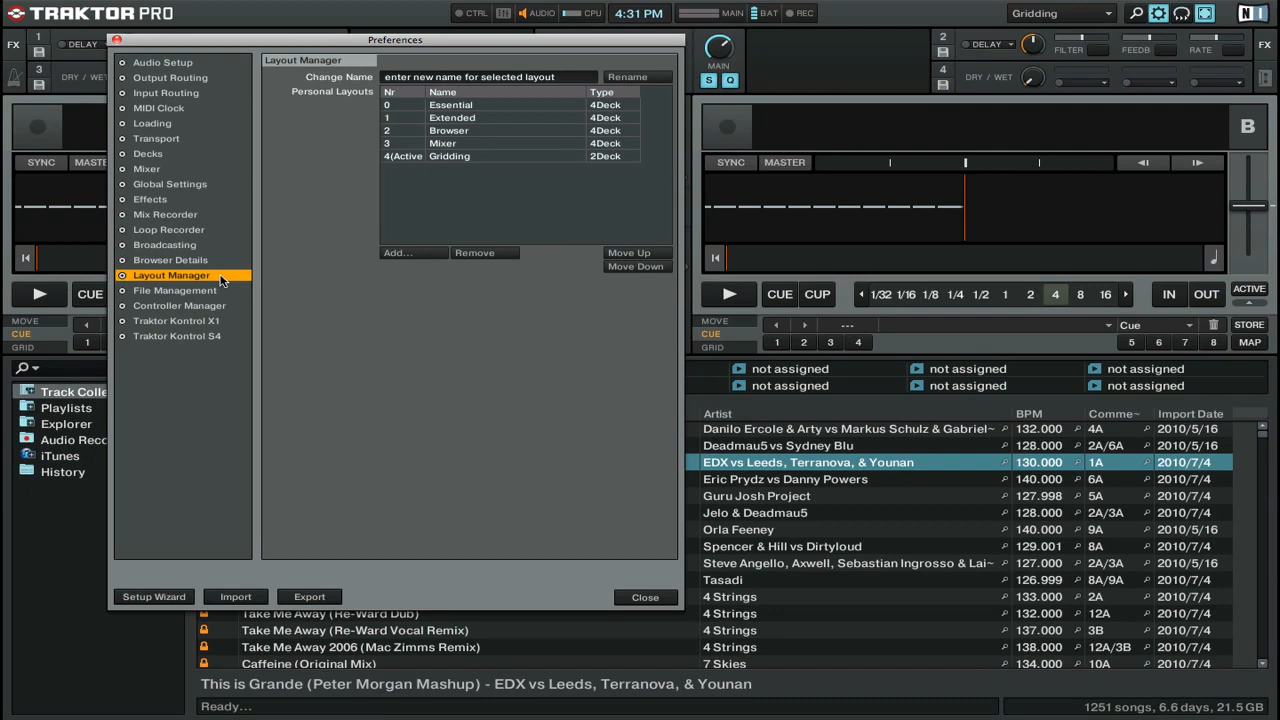 TRAKTOR PRO
CTRL
AUDIO
CPU
4:31 PM
MAIN
BAT
REC
Gridding
FX
1
DELAY
3
DRY / WET
Preferences
Audio Setup
Output Routing
Input Routing
MIDI Clock
Loading
Transport
Decks
Mixer
Global Settings
Effects
Mix Recorder
Loop Recorder
Broadcasting
Browser Details
Layout Manager
File Management
Controller Manager
Traktor Kontrol X1
Traktor Kontrol S4
Layout Manager
Change Name enter new name for selected layout Rename
Personal Layouts Nr Name Type
0 Essential 4Deck
1 Extended 4Deck
2 Browser 4Deck
3 Mixer 4Deck
4(Active Gridding 2Deck
Add... Remove Move Up
Move Down
Setup Wizard Import Export Close
MAIN
S Q
2
DELAY
FILTER FEEDB RATE
FX
4
DRY / WET
B
SYNC MASTER
SYNC MASTER
CUE
CUE CUP 1/32 1/16 1/8 1/4 1/2 1 2 4 8 16 IN OUT ACTIVE
MOVE
CUE
GRID
1
MOVE
CUE
GRID
--- Cue STORE
1 2 3 4 5 6 7 8 MAP
Track Colle
Playlists
Explorer
Audio Reco
iTunes
History
not assigned not assigned not assigned
not assigned not assigned not assigned
Artist BPM Comme~ Import Date
Danilo Ercole & Arty vs Markus Schulz & Gabriel~ 132.000 4A 2010/5/16
Deadmau5 vs Sydney Blu 128.000 2A/6A 2010/7/4
EDX vs Leeds, Terranova, & Younan 130.000 1A 2010/7/4
Eric Prydz vs Danny Powers 140.000 6A 2010/7/4
Guru Josh Project 127.998 5A 2010/7/4
Jelo & Deadmau5 128.000 2A/3A 2010/7/4
Orla Feeney 140.000 9A 2010/5/16
Spencer & Hill vs Dirtyloud 129.001 8A 2010/7/4
Steve Angello, Axwell, Sebastian Ingrosso & Lai~ 127.000 2A 2010/5/16
Tasadi 126.999 8A/9A 2010/7/4
4 Strings 133.000 2A 2010/7/4
Take Me Away (Re-Ward Dub) 4 Strings 132.000 12A 2010/7/4
Take Me Away (Re-Ward Vocal Remix) 4 Strings 137.000 3B 2010/7/4
Take Me Away 2006 (Mac Zimms Remix) 4 Strings 138.000 12A/3B 2010/7/4
Caffeine (Original Mix) 7 Skies 134.000 10A 2010/7/4
This is Grande (Peter Morgan Mashup) - EDX vs Leeds, Terranova, & Younan
Ready... 1251 songs, 6.6 days, 21.5 GB